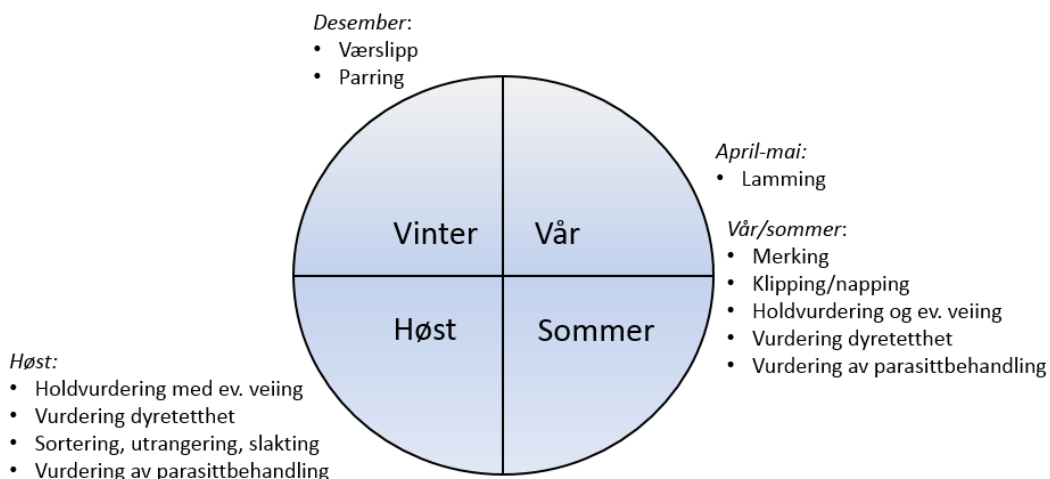 Desember:
• Værslipp
• Parring
April-mai:
• Lamming
Vår/sommer:
• Merking
• Klipping/napping
• Holdvurdering og ev. veiing
• Vurdering dyretetthet
• Vurdering av parasittbehandling
Vinter
Vår
Høst
Sommer
Høst:
• Holdvurdering med ev. veiing
• Vurdering dyretetthet
• Sortering, utrangering, slakting
• Vurdering av parasittbehandling